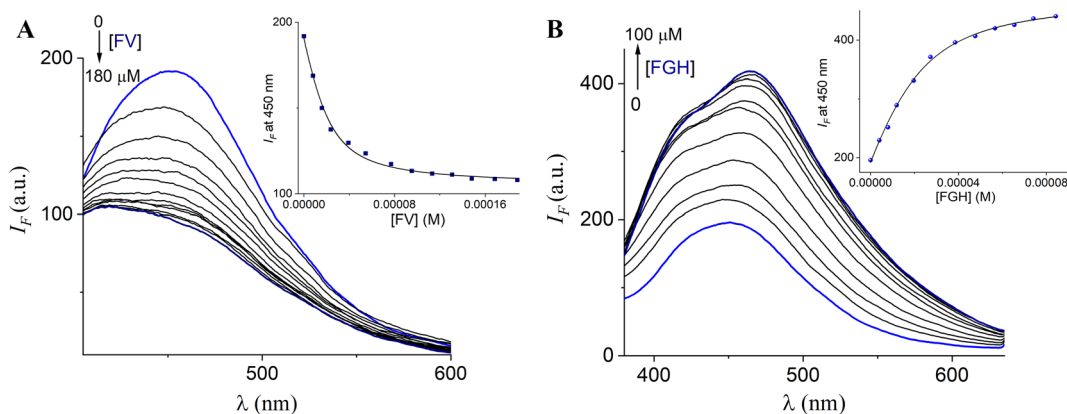 A
0
[FV]
180 μM
200
100
I_F (a.u.)
500
600
λ (nm)
200
100
I_F at 450 nm
0.00000
0.00008
0.00016
[FV] (M)
B
100 μM
[FGH]
0
400
200
0
I_F (a.u.)
400
500
600
λ (nm)
400
200
I_F at 450 nm
0.00000
0.00004
0.00008
[FGH] (M)